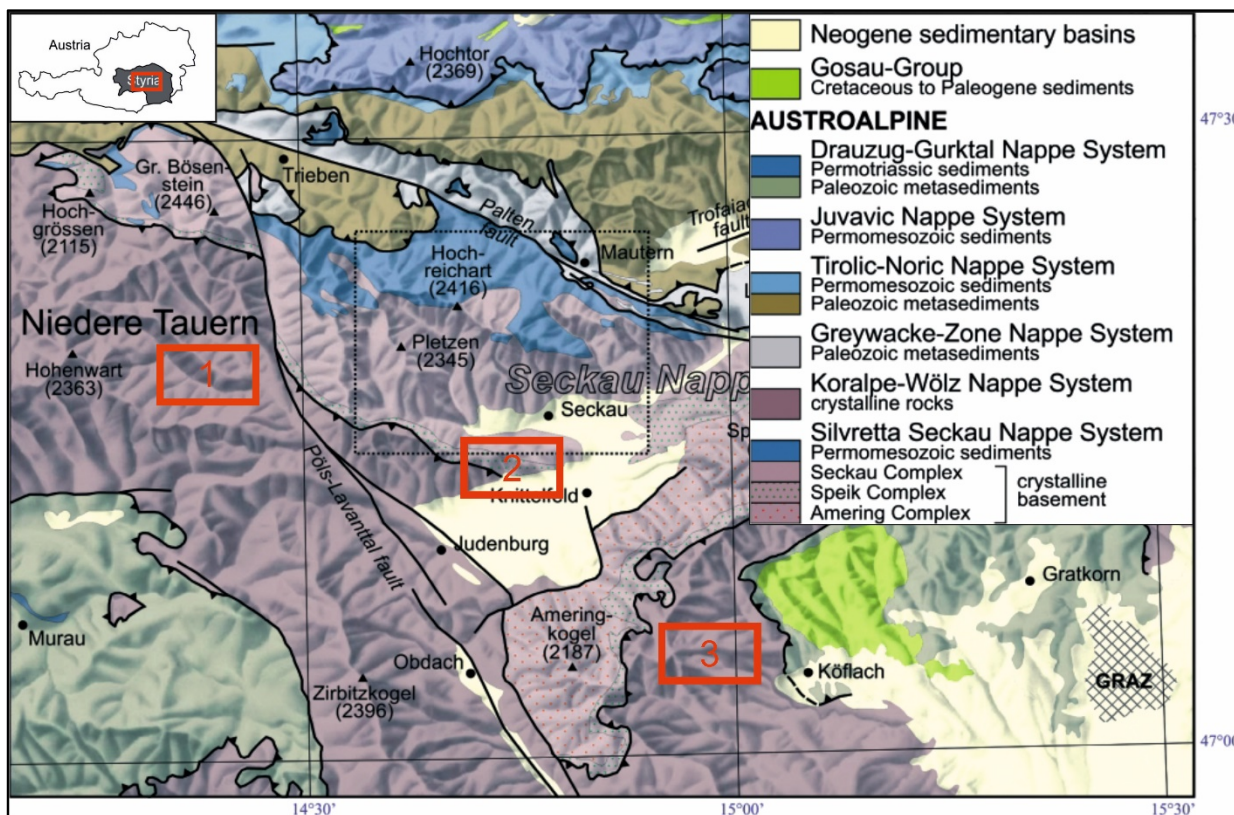 Austria
Styria
Hochtor
(2369)
Gr. Bösen-
stein
(2446)
Trieben
Hoch-
grössen
(2115)
Palten
fault
Trofaiac
fault
Mautern
Hoch-
reichart
(2416)
L
Niedere Tauern
Hohenwart
(2363)
1
Pletzen
(2345)
Seckau Napp
Seckau
Sp
2
Knittelfeld
Pöls-Lavanttal fault
Judenburg
Murau
Amering-
kogel
(2187)
3
Obdach
Zirbitzkogel
(2396)
Köflach
Gratkorn
GRAZ
Neogene sedimentary basins
Gosau-Group
Cretaceous to Paleogene sediments
AUSTROALPINE
Drauzug-Gurktal Nappe System
Permotriassic sediments
Paleozoic metasediments
Juvavic Nappe System
Permomesozoic sediments
Tirolic-Noric Nappe System
Permomesozoic sediments
Paleozoic metasediments
Greywacke-Zone Nappe System
Paleozoic metasediments
Koralpe-Wölz Nappe System
crystalline rocks
Silvretta Seckau Nappe System
Permomesozoic sediments
Seckau Complex
Speik Complex
Amering Complex
crystalline
basement
47°30
47°00
14°30'
15°00'
15°30'